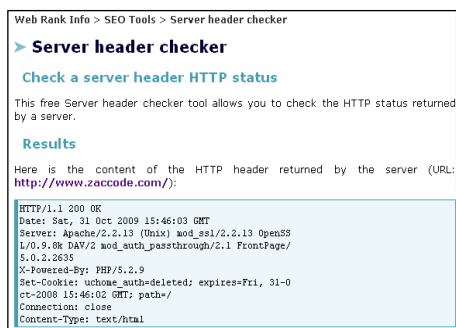 Web Rank Info > SEO Tools > Server header checker
➤ Server header checker
Check a server header HTTP status
This free Server header checker tool allows you to check the HTTP status returned
by a server.
Results
Here is the content of the HTTP header returned by the server (URL:
http://www.zaccode.com/):
HTTP/1.1 200 OK
Date: Sat, 31 Oct 2009 15:46:03 GMT
Server: Apache/2.2.13 (Unix) mod_ssl/2.2.13 OpenSS
L/0.9.8k DAV/2 mod_auth_passthrough/2.1 FrontPage/
5.0.2.2635
X-Powered-By: PHP/5.2.9
Set-Cookie: uchome_auth=deleted; expires=Fri, 31-0
ct-2008 15:46:02 GMT; path=/
Connection: close
Content-Type: text/html